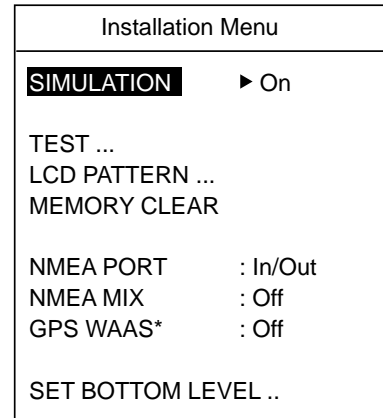 Installation Menu
SIMULATION ▶ On
TEST ...
LCD PATTERN ...
MEMORY CLEAR
NMEA PORT : In/Out
NMEA MIX : Off
GPS WAAS* : Off
SET BOTTOM LEVEL ..